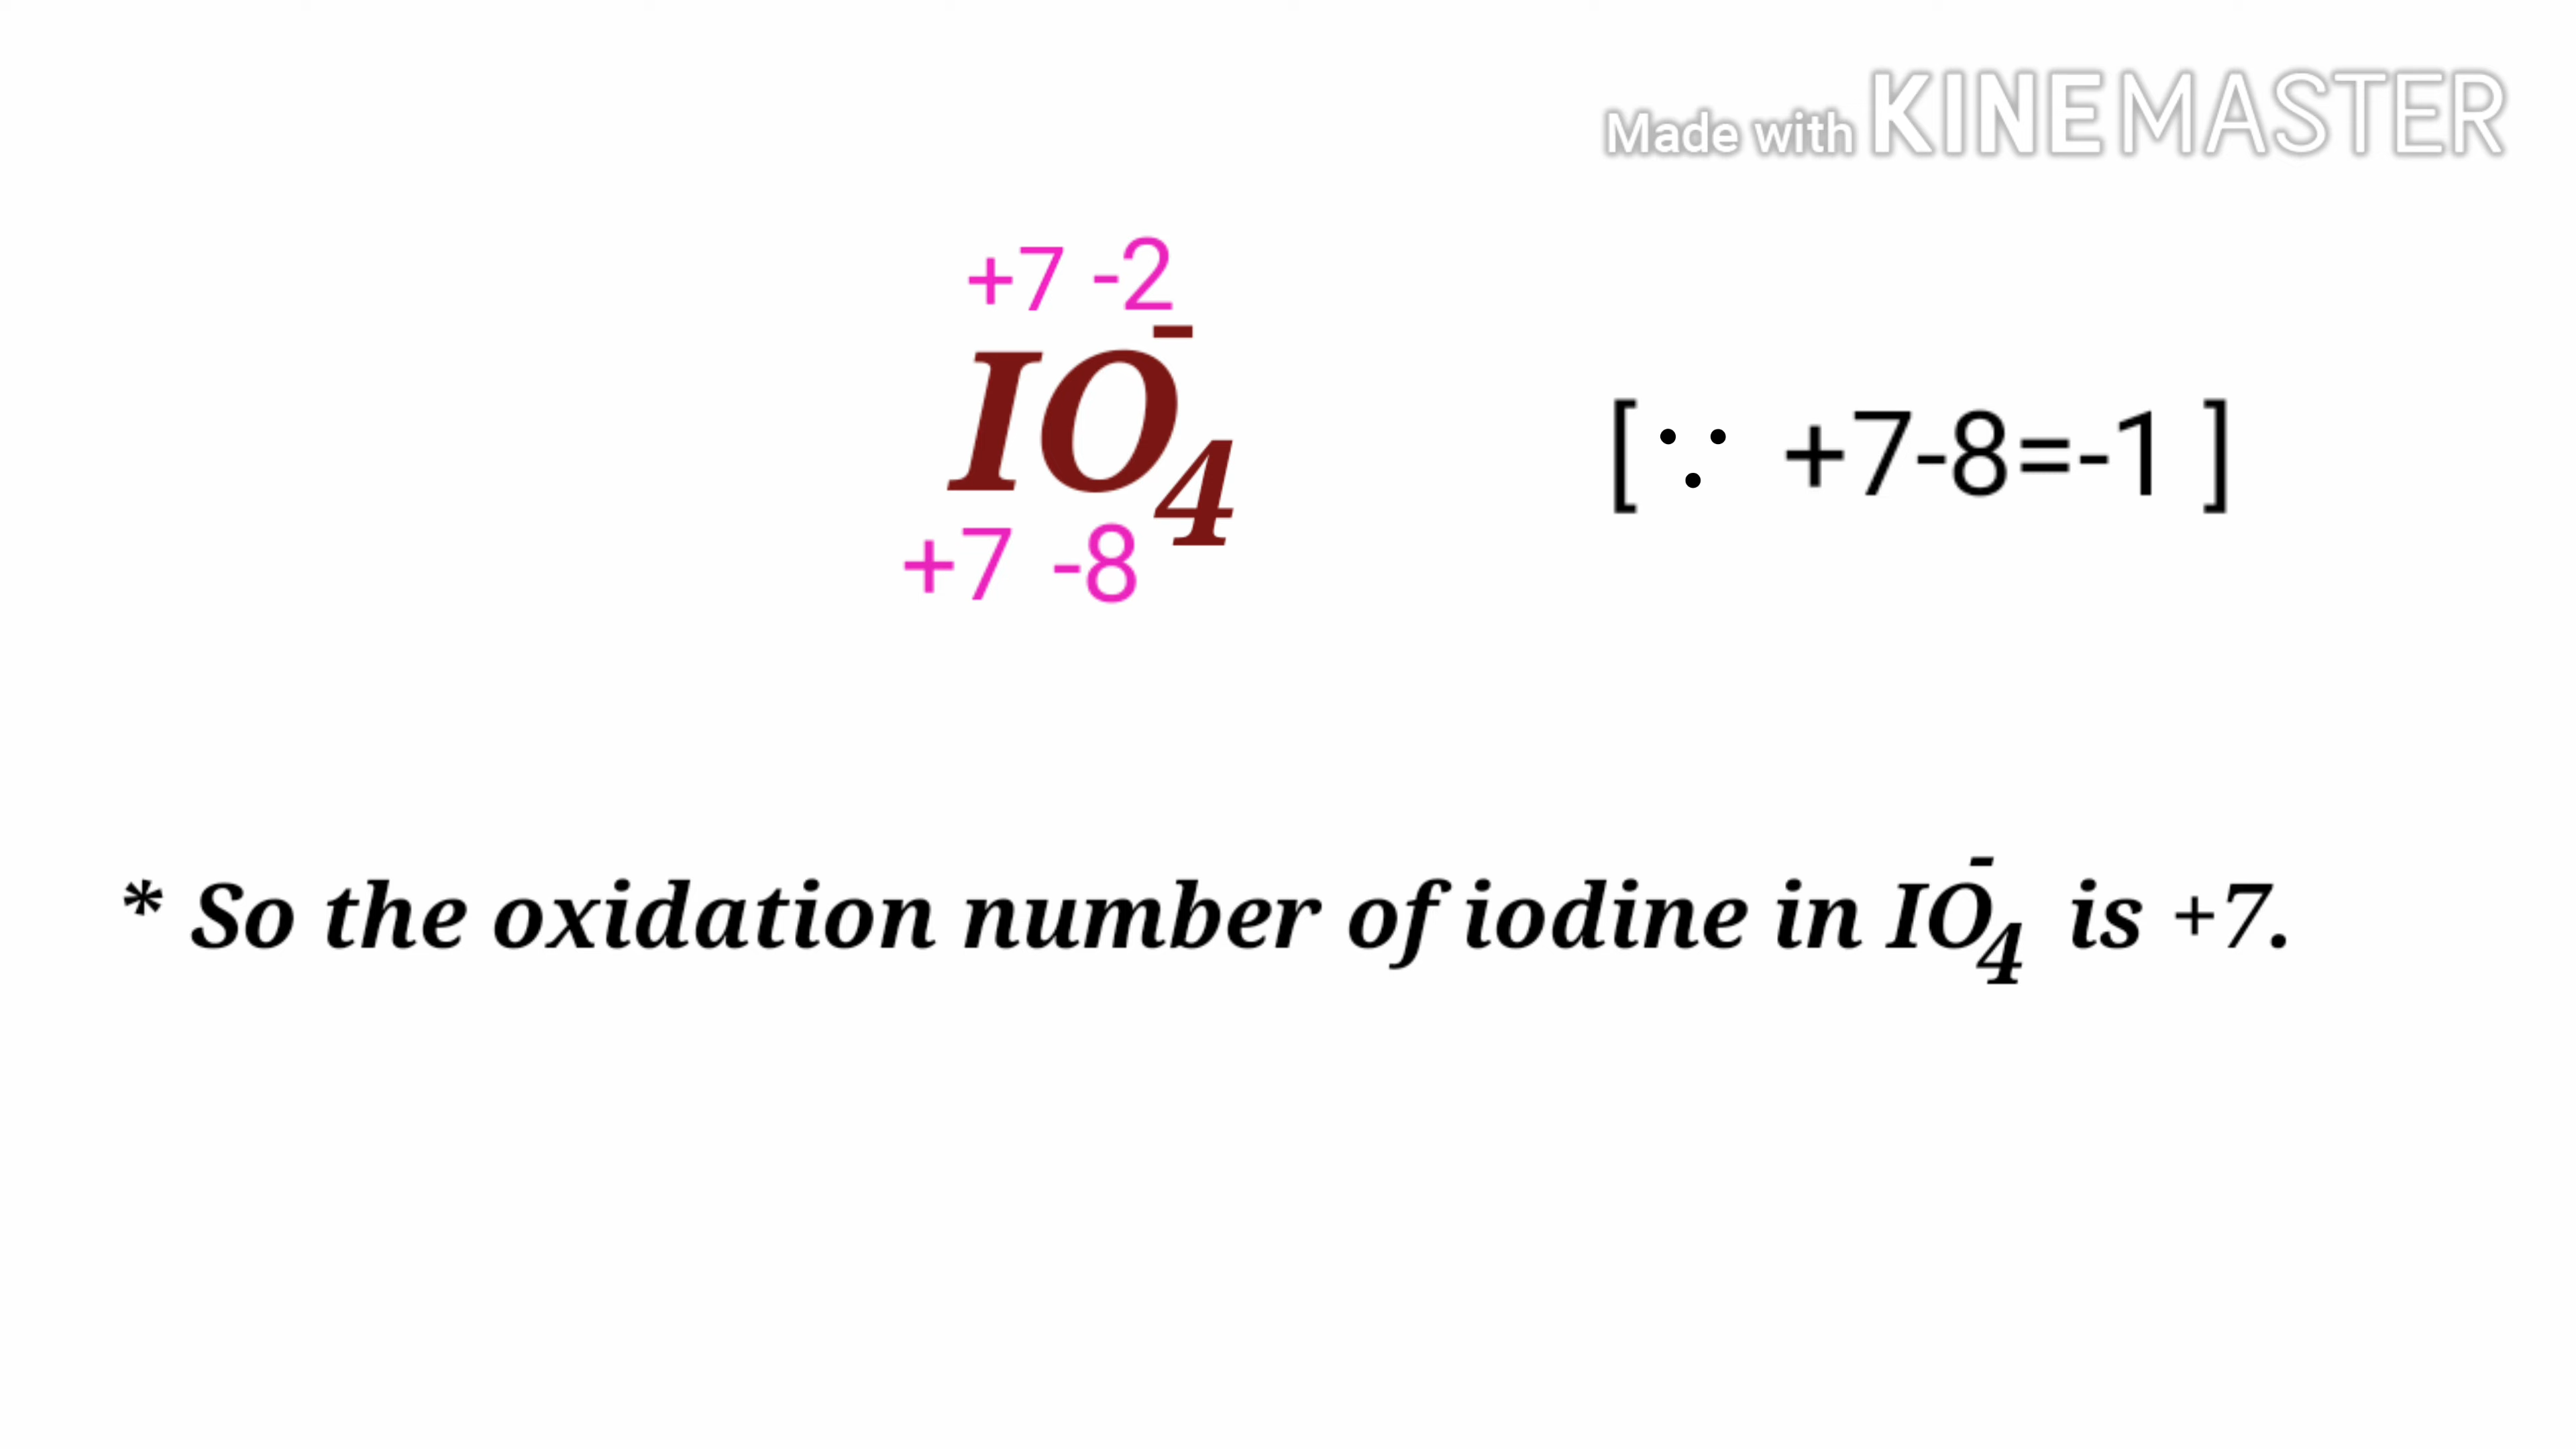 Made with KINEMASTER
+7 -2
IO₄⁻
+7 -8
[∵ +7-8=-1 ]
* So the oxidation number of iodine in IO₄⁻ is +7.